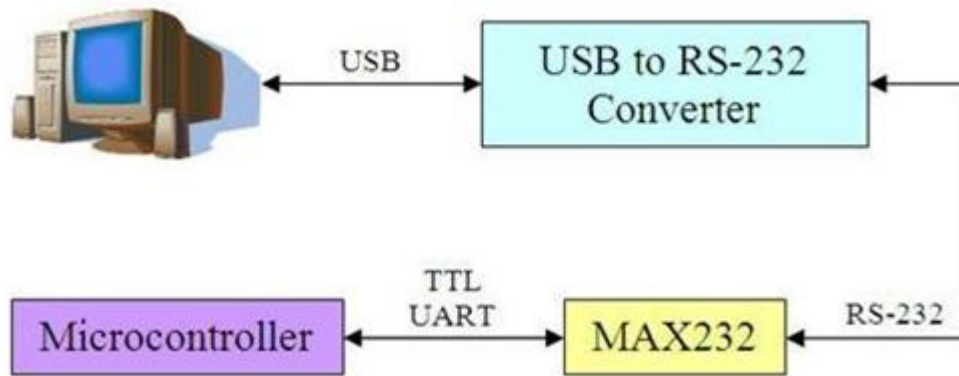 USB
USB to RS-232
Converter
TTL
UART
RS-232
Microcontroller
MAX232